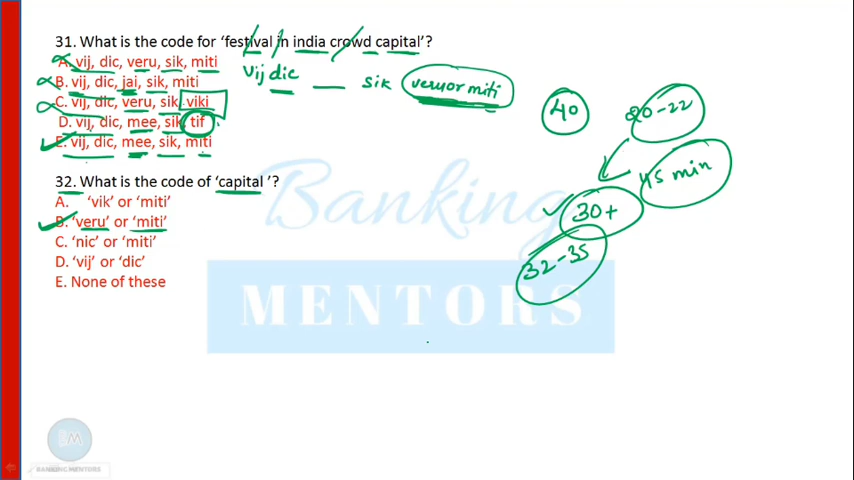 31. What is the code for ‘festival in india crowd capital’?
A. vij, dic, veru, sik, miti
B. vij, dic, jai, sik, miti
C. vij, dic, veru, sik, viki
D. vij, dic, mee, sik, tif
E. vij, dic, mee, sik, miti
vij dic __ sik veru or miti
40
20-22
45 min
30+
32-35
32. What is the code of ‘capital ’?
A. ‘vik’ or ‘miti’
B. ‘veru’ or ‘miti’
C. ‘nic’ or ‘miti’
D. ‘vij’ or ‘dic’
E. None of these
Banking
MENTORS
BM
BANKING MENTORS